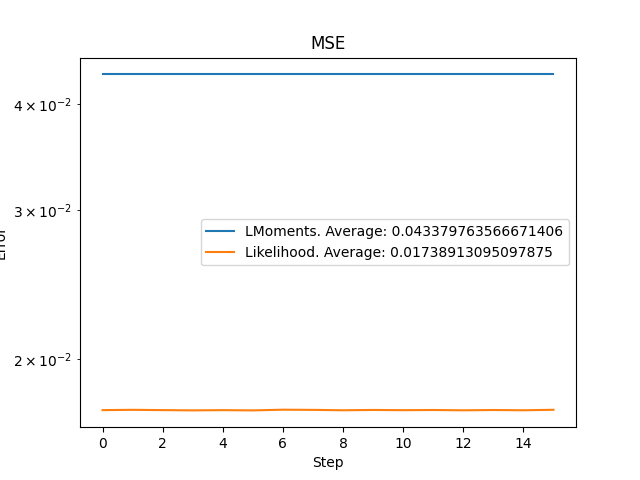 MSE
4 × 10⁻²
3 × 10⁻²
2 × 10⁻²
Error
LMoments. Average: 0.043379763566671406
Likelihood. Average: 0.01738913095097875
0 2 4 6 8 10 12 14
Step